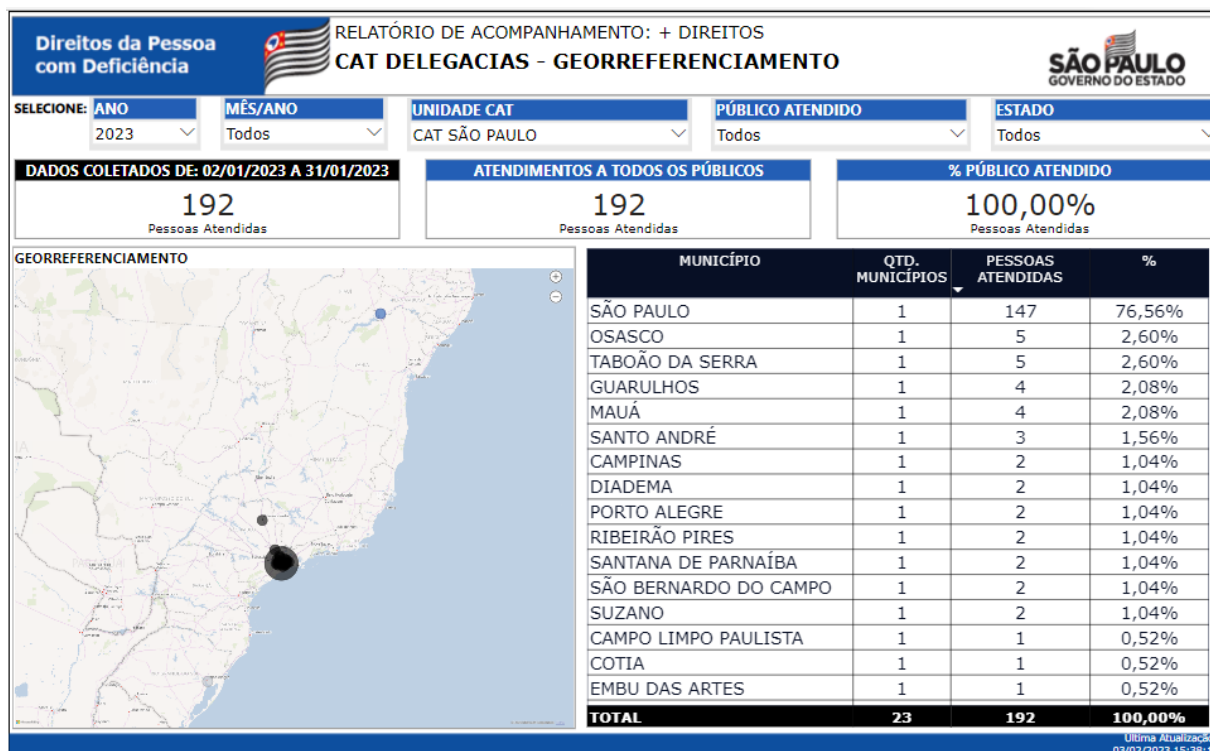 Direitos da Pessoa
com Deficiência
RELATÓRIO DE ACOMPANHAMENTO: + DIREITOS
CAT DELEGACIAS - GEORREFERENCIAMENTO
SÃO PAULO
GOVERNO DO ESTADO
SELECIONE: ANO MÊS/ANO UNIDADE CAT PÚBLICO ATENDIDO ESTADO
2023 Todos CAT SÃO PAULO Todos Todos
DADOS COLETADOS DE: 02/01/2023 A 31/01/2023 ATENDIMENTOS A TODOS OS PÚBLICOS % PÚBLICO ATENDIDO
192 192 100,00%
Pessoas Atendidas Pessoas Atendidas Pessoas Atendidas
GEORREFERENCIAMENTO
MUNICÍPIO QTD. MUNICÍPIOS PESSOAS ATENDIDAS %
SÃO PAULO 1 147 76,56%
OSASCO 1 5 2,60%
TABOÃO DA SERRA 1 5 2,60%
GUARULHOS 1 4 2,08%
MAUÁ 1 4 2,08%
SANTO ANDRÉ 1 3 1,56%
CAMPINAS 1 2 1,04%
DIADEMA 1 2 1,04%
PORTO ALEGRE 1 2 1,04%
RIBEIRÃO PIRES 1 2 1,04%
SANTANA DE PARNAÍBA 1 2 1,04%
SÃO BERNARDO DO CAMPO 1 2 1,04%
SUZANO 1 2 1,04%
CAMPO LIMPO PAULISTA 1 1 0,52%
COTIA 1 1 0,52%
EMBU DAS ARTES 1 1 0,52%
TOTAL 23 192 100,00%
Última Atualização
03/02/2023 15:38: